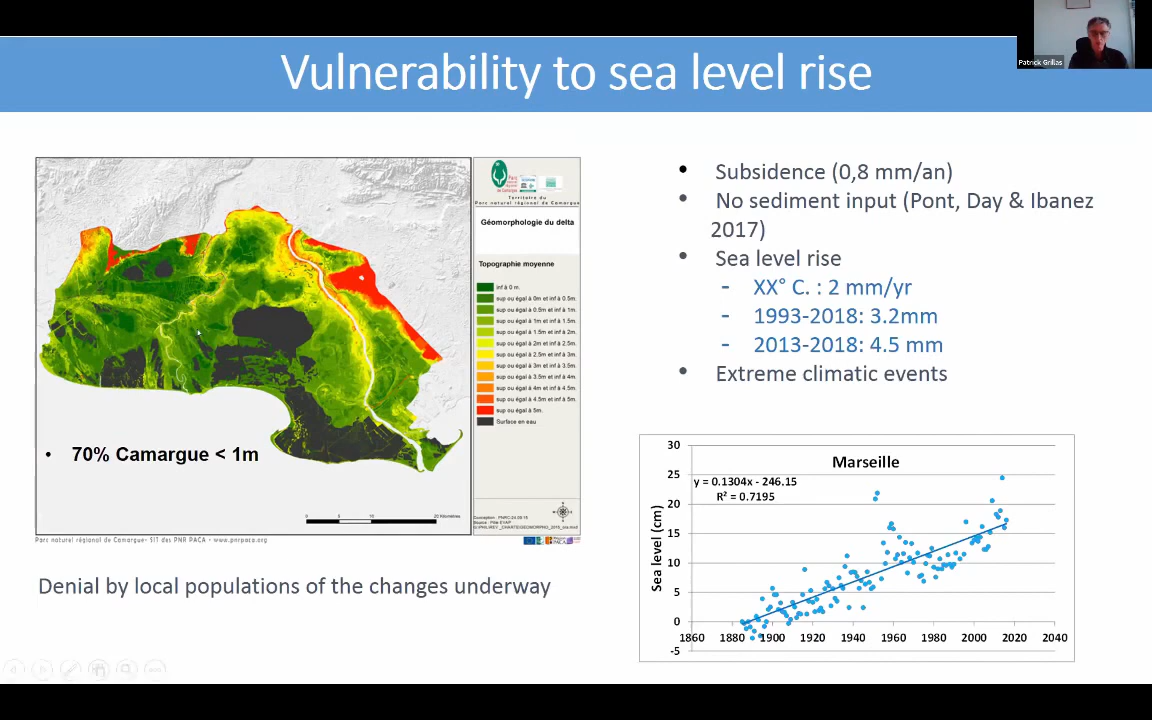 Patrick Grillas
Vulnerability to sea level rise
Parc
naturel
régional
de Camargue
Territoire du
Parc naturel régional de Camargue
Géomorphologie du delta
Topographie moyenne
inf à 0 m.
sup ou égal à 0m et inf à 0.5m.
sup ou égal à 0.5m et inf à 1m.
sup ou égal à 1m et inf à 1.5m.
sup ou égal à 1.5m et inf à 2m.
sup ou égal à 2m et inf à 2.5m.
sup ou égal à 2.5m et inf à 3m.
sup ou égal à 3m et inf à 3.5m.
sup ou égal à 3.5m et inf à 4m.
sup ou égal à 4m et inf à 4.5m.
sup ou égal à 4.5m et inf à 5m.
sup ou égal à 5m.
Surface en eau
• 70% Camargue < 1m
0 5 10 20 Kilomètres
Parc naturel régional de Camargue- SIT des PNR PACA - www.pnrpaca.org
Denial by local populations of the changes underway
• Subsidence (0,8 mm/an)
• No sediment input (Pont, Day & Ibanez
2017)
• Sea level rise
- XX° C. : 2 mm/yr
- 1993-2018: 3.2mm
- 2013-2018: 4.5 mm
• Extreme climatic events
Marseille
y = 0.1304x - 246.15
R² = 0.7195
Sea level (cm)
30
25
20
15
10
5
0
-5
1860 1880 1900 1920 1940 1960 1980 2000 2020 2040